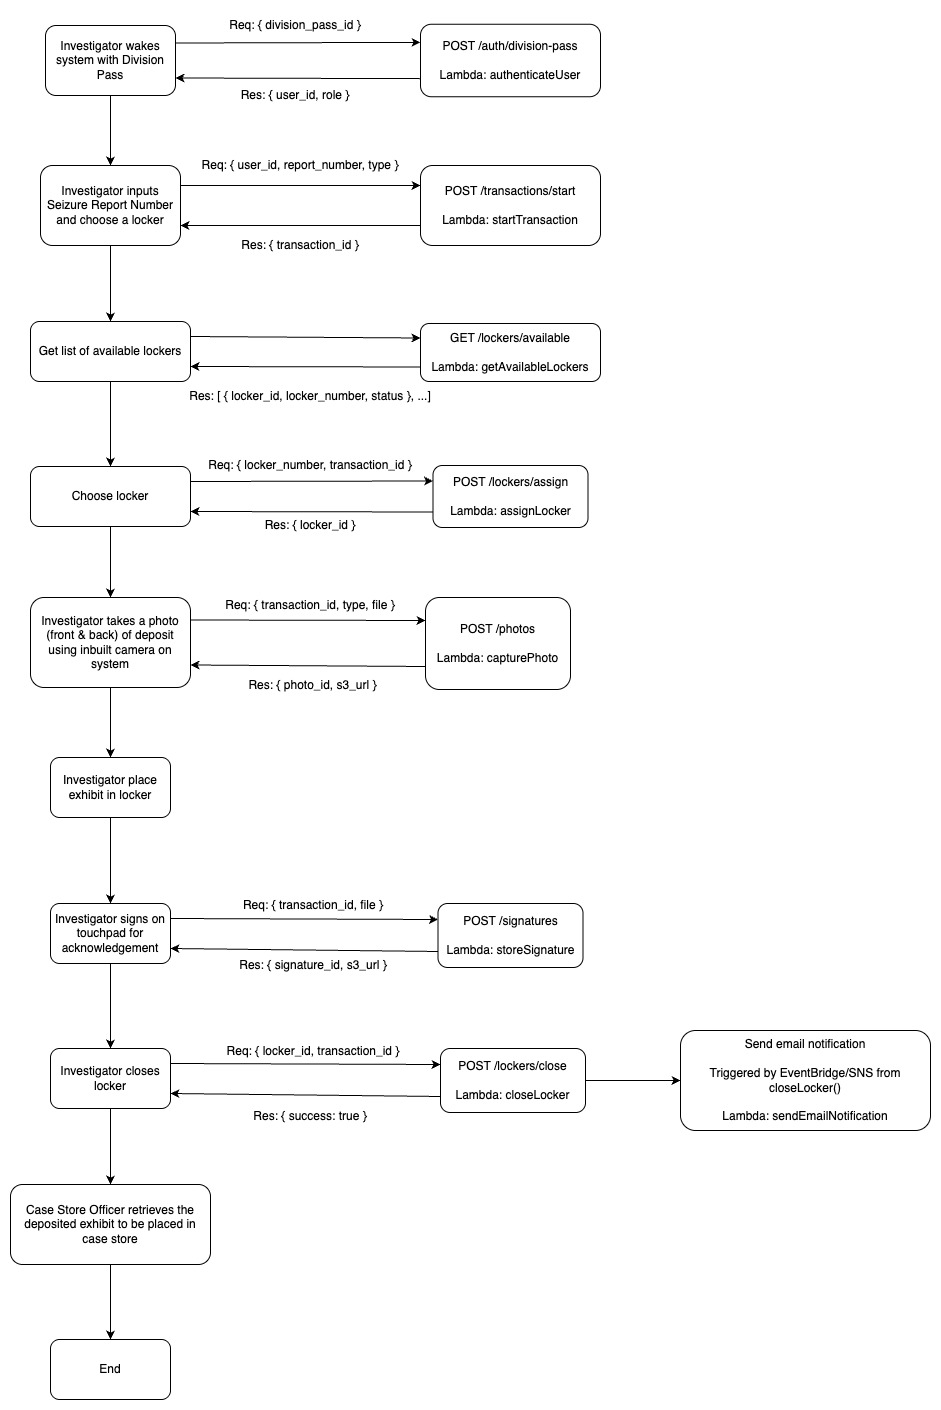 Req: { division_pass_id }
Investigator wakes
system with Division
Pass
POST /auth/division-pass
Lambda: authenticateUser
Res: { user_id, role }
Req: { user_id, report_number, type }
Investigator inputs
Seizure Report Number
and choose a locker
POST /transactions/start
Lambda: startTransaction
Res: { transaction_id }
Get list of available lockers
GET /lockers/available
Lambda: getAvailableLockers
Res: [ { locker_id, locker_number, status }, ...]
Req: { locker_number, transaction_id }
Choose locker
POST /lockers/assign
Lambda: assignLocker
Res: { locker_id }
Req: { transaction_id, type, file }
Investigator takes a photo
(front & back) of deposit
using inbuilt camera on
system
POST /photos
Lambda: capturePhoto
Res: { photo_id, s3_url }
Investigator place
exhibit in locker
Req: { transaction_id, file }
Investigator signs on
touchpad for
acknowledgement
POST /signatures
Lambda: storeSignature
Res: { signature_id, s3_url }
Req: { locker_id, transaction_id }
Investigator closes
locker
POST /lockers/close
Lambda: closeLocker
Res: { success: true }
Send email notification
Triggered by EventBridge/SNS from
closeLocker()
Lambda: sendEmailNotification
Case Store Officer retrieves the
deposited exhibit to be placed in
case store
End